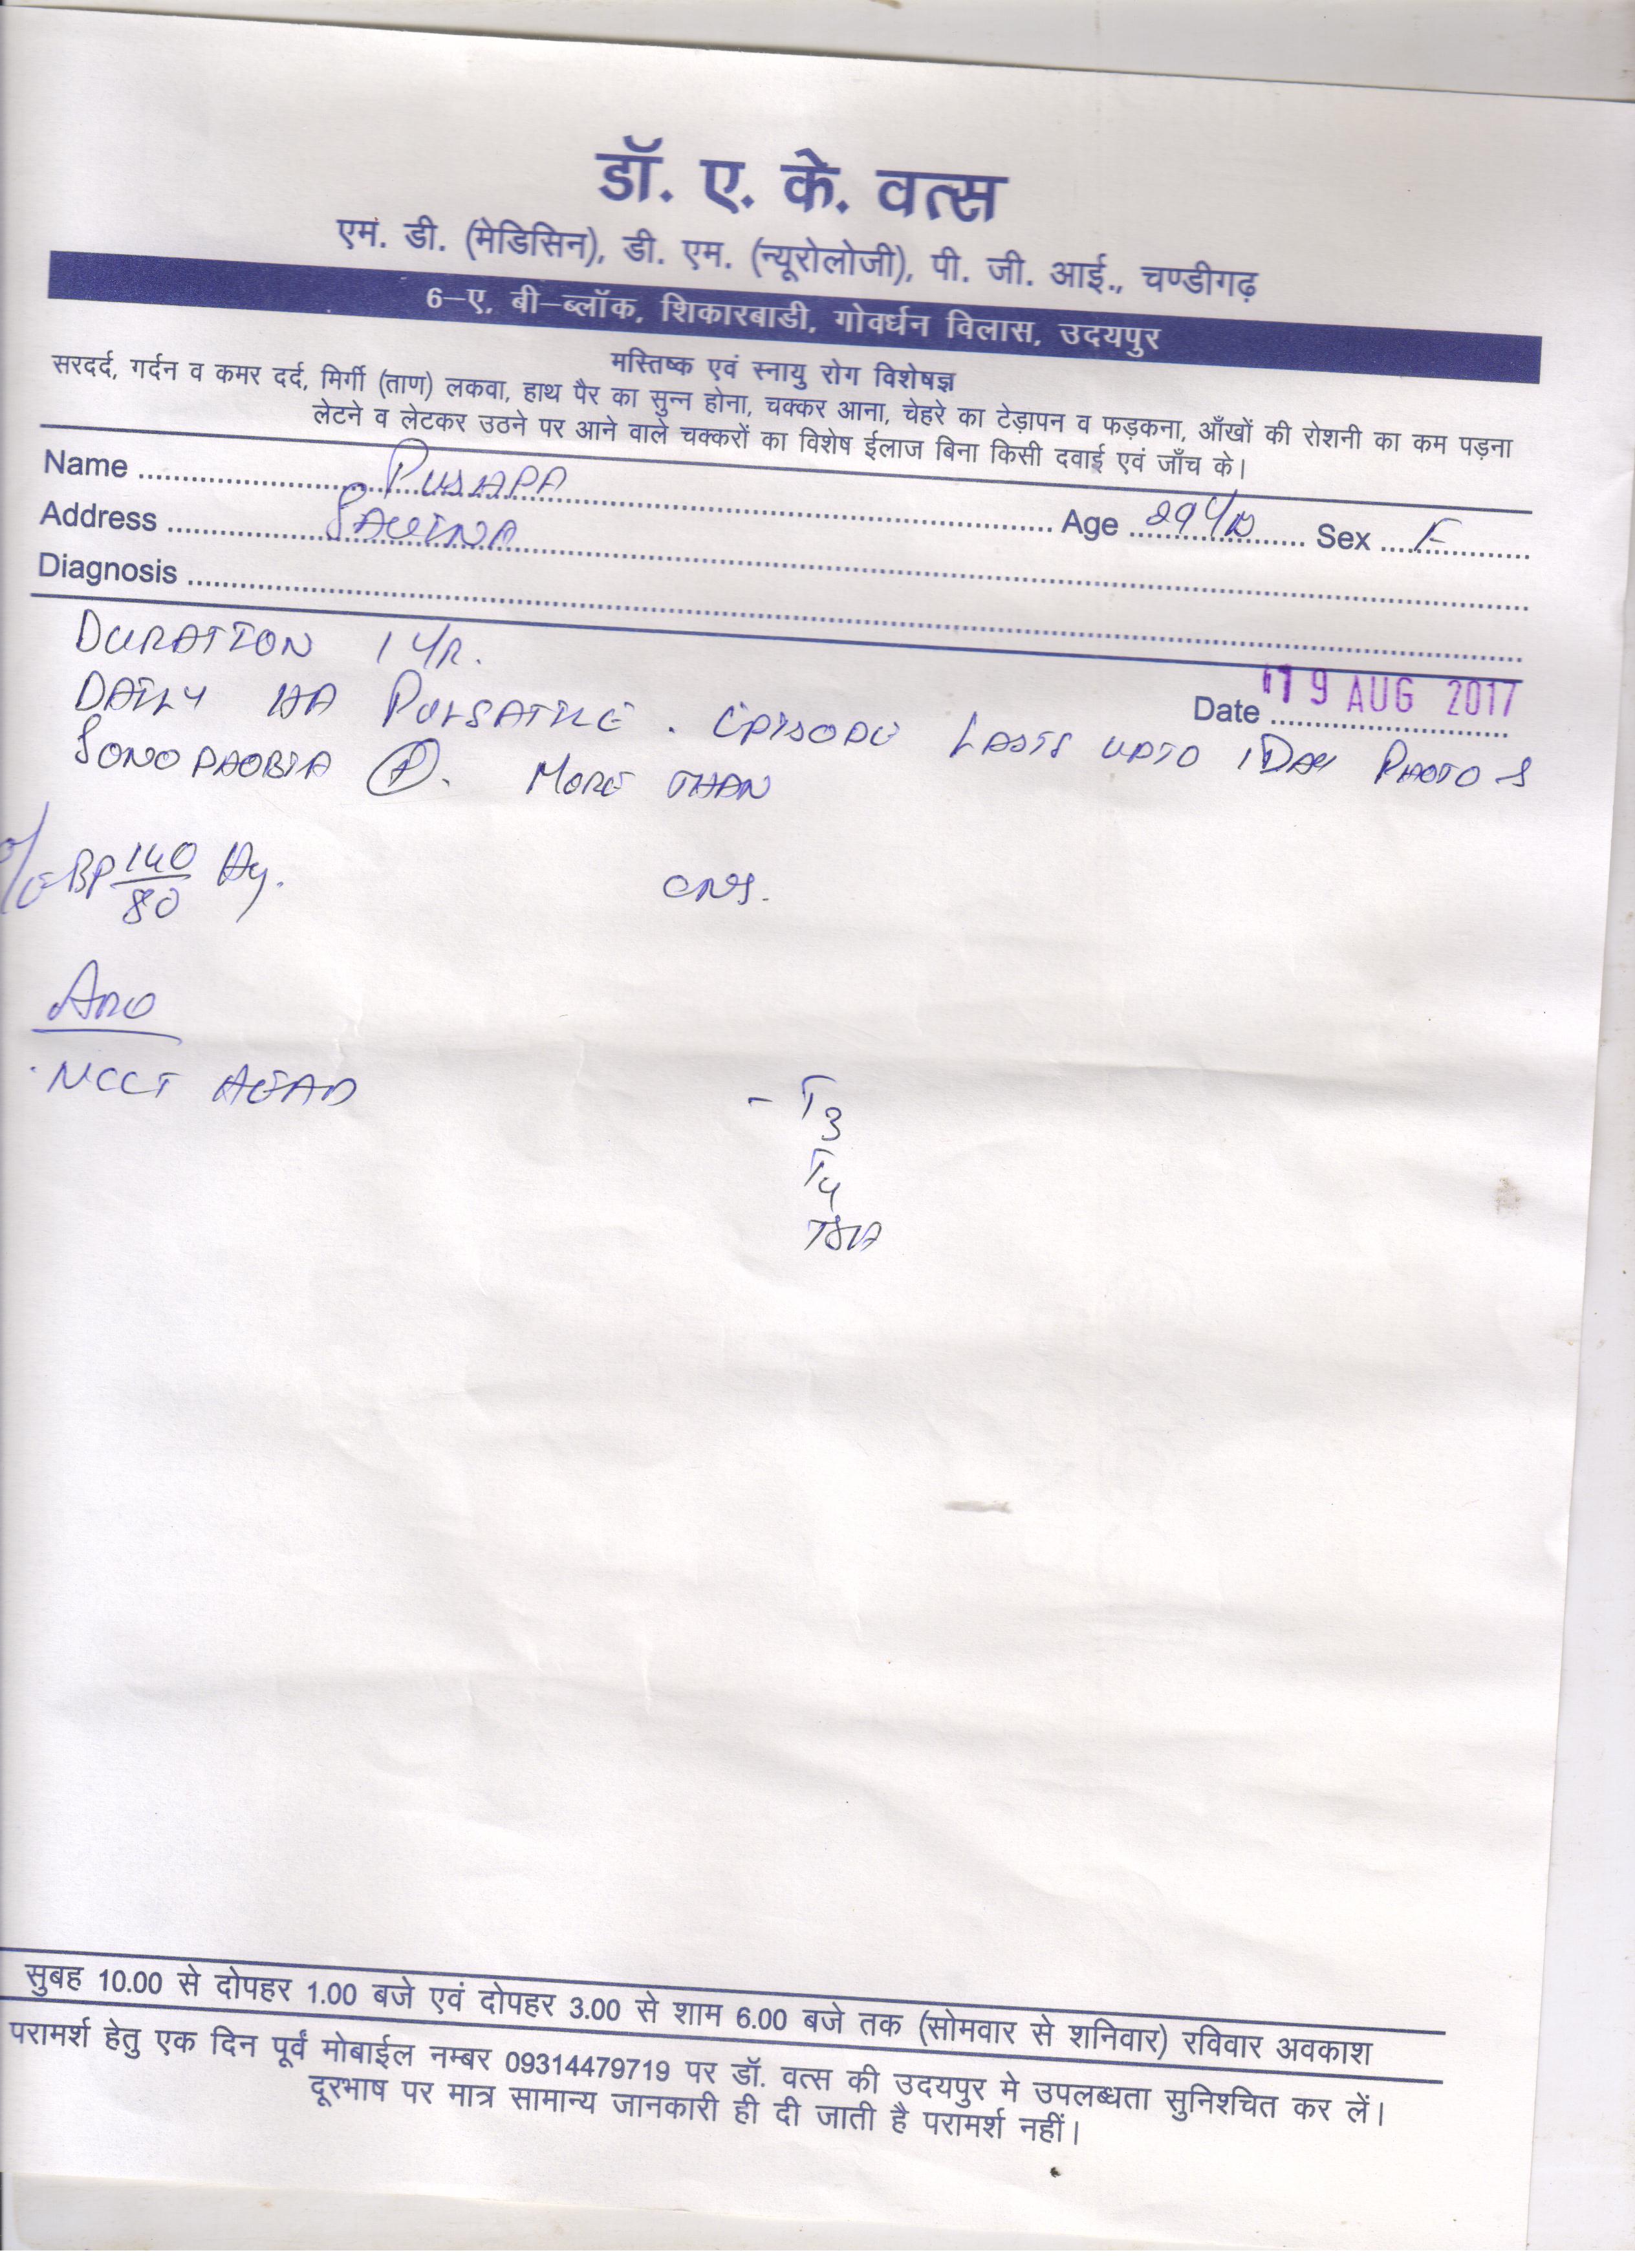 डॉ. ए. के. वत्स
एम. डी. (मेडिसिन), डी. एम. (न्यूरोलोजी), पी. जी. आई., चण्डीगढ़
6–ए, बी–ब्लॉक, शिकारबाडी, गोवर्धन विलास, उदयपुर
मस्तिष्क एवं स्नायु रोग विशेषज्ञ
सरदर्द, गर्दन व कमर दर्द, मिर्गी (ताण) लकवा, हाथ पैर का सुन्न होना, चक्कर आना, चेहरे का टेड़ापन व फड़कना, आँखों की रोशनी का कम पड़ना
लेटने व लेटकर उठने पर आने वाले चक्करों का विशेष ईलाज बिना किसी दवाई एवं जाँच के।
Name PUSHPA Age 29 YR Sex F
Address SAVINA
Diagnosis
DURATION 1 YR.
Date 19 AUG 2017
DAILY HA PULSATILE. EPISODE LASTS UPTO 1 DAY PHOTO &
SONOPHOBIA (+). MORE THAN
O/E BP 140/80 Hg. CNS.
NCCT HEAD - T3
T4
TSH
सुबह 10.00 से दोपहर 1.00 बजे एवं दोपहर 3.00 से शाम 6.00 बजे तक (सोमवार से शनिवार) रविवार अवकाश
परामर्श हेतु एक दिन पूर्व मोबाईल नम्बर 09314479719 पर डॉ. वत्स की उदयपुर मे उपलब्धता सुनिश्चित कर लें।
दूरभाष पर मात्र सामान्य जानकारी ही दी जाती है परामर्श नहीं।